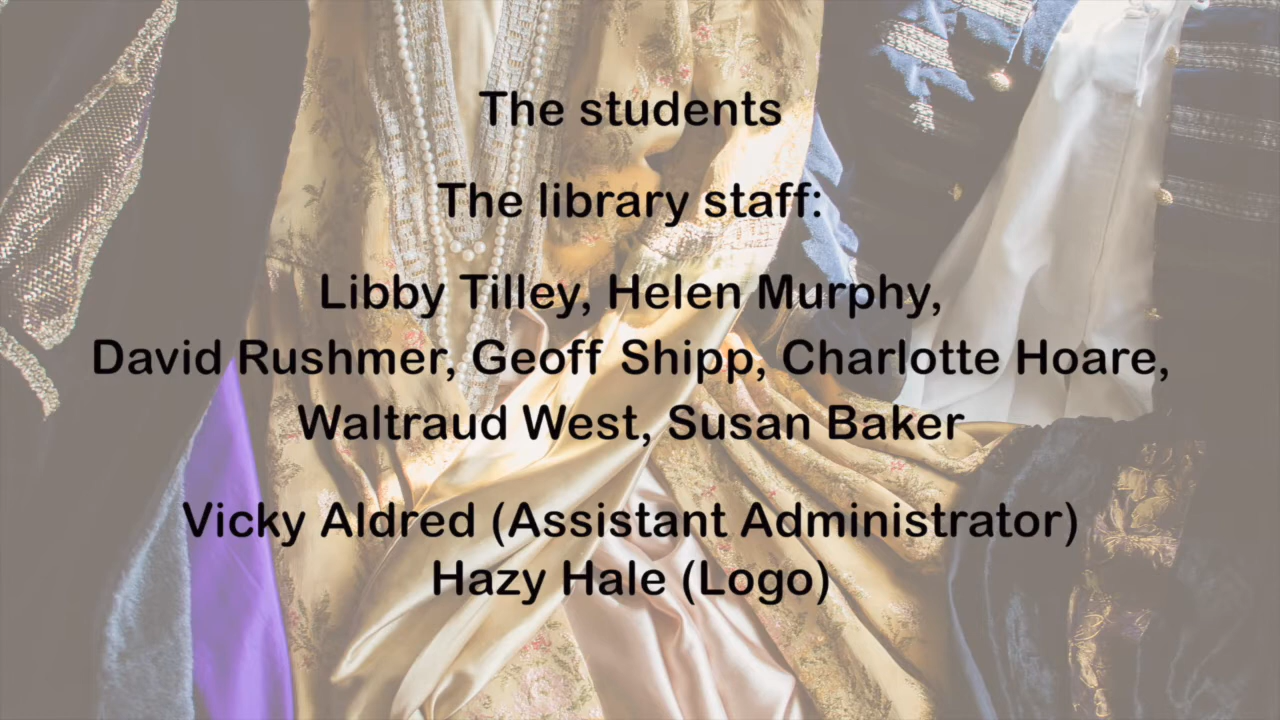 The students
The library staff:
Libby Tilley, Helen Murphy,
David Rushmer, Geoff Shipp, Charlotte Hoare,
Waltraud West, Susan Baker
Vicky Aldred (Assistant Administrator)
Hazy Hale (Logo)